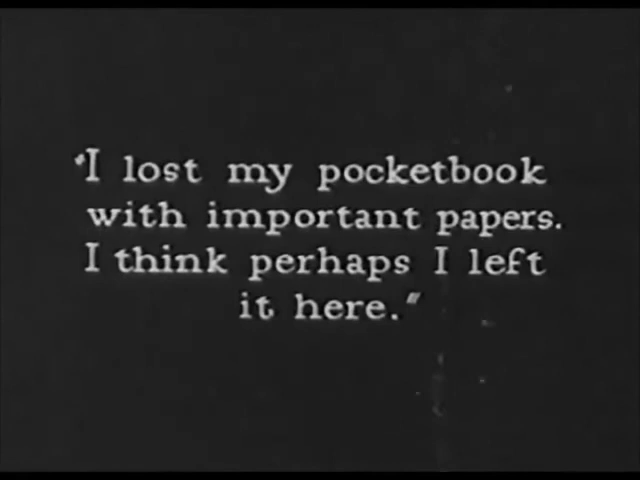 "I lost my pocketbook
with important papers.
I think perhaps I left
it here."